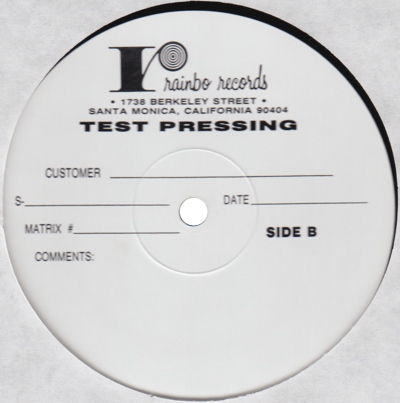 r rainbo records
• 1738 BERKELEY STREET •
SANTA MONICA, CALIFORNIA 90404
TEST PRESSING
CUSTOMER
S- DATE
MATRIX # SIDE B
COMMENTS: